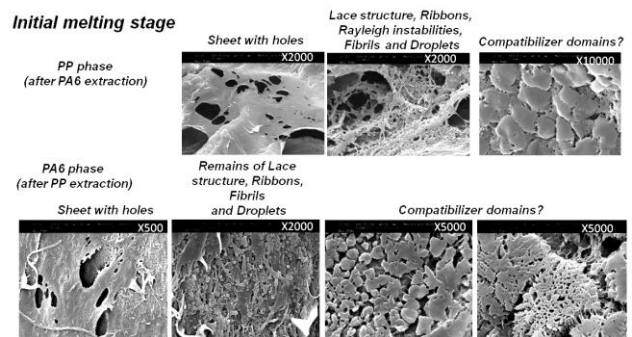 Initial melting stage
Sheet with holes
Lace structure, Ribbons,
Rayleigh instabilities,
Fibrils and Droplets
Compatibilizer domains?
PP phase
(after PA6 extraction)
X2000
X2000
X10000
PA6 phase
(after PP extraction)
Sheet with holes
Remains of Lace
structure, Ribbons,
Fibrils
and Droplets
Compatibilizer domains?
X500
X2000
X5000
X5000